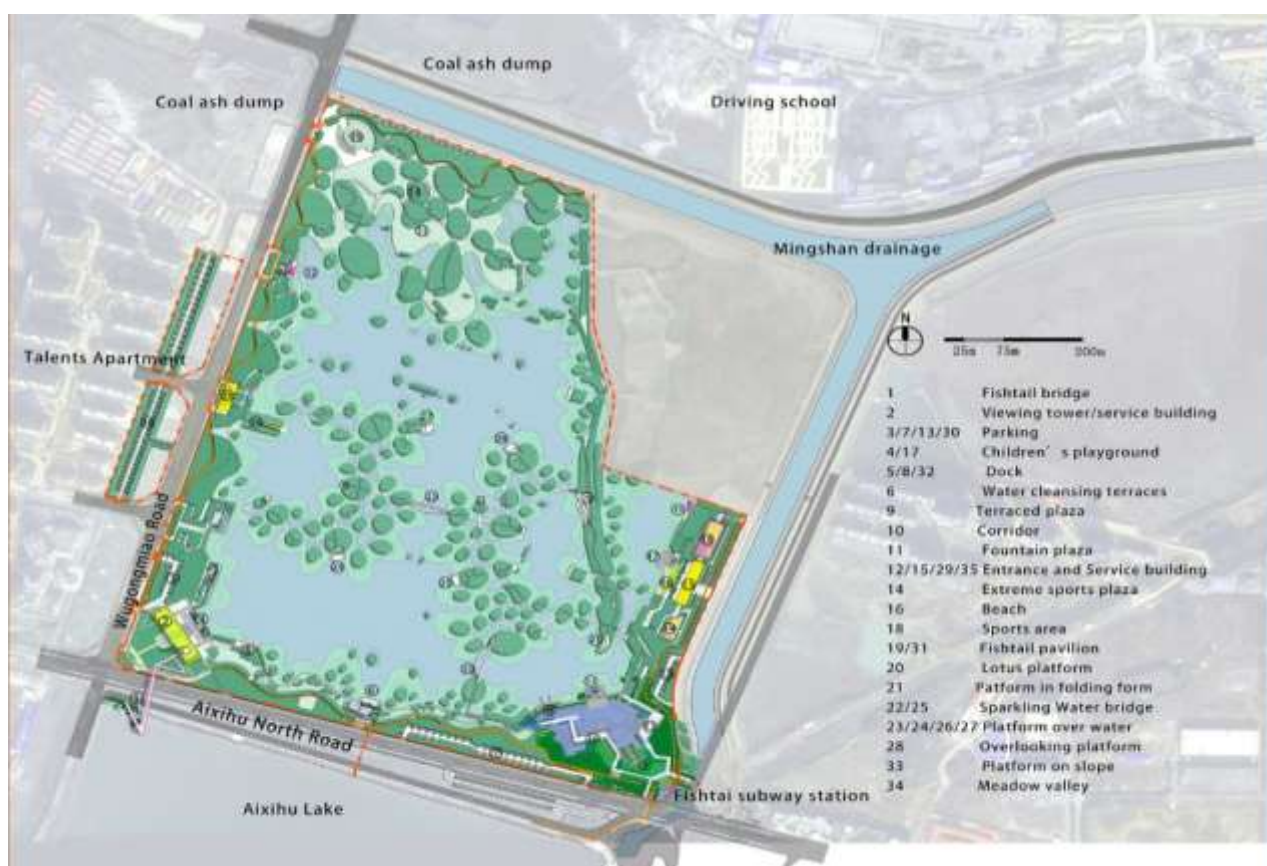 Coal ash dump
Coal ash dump
Driving school
Mingshan drainage
Talents Apartment
Wugongmiao Road
Aixihu North Road
Aixihu Lake
Fishtai subway station
N
25m 75m 200m
1 Fishtail bridge
2 Viewing tower/service building
3/7/13/30 Parking
4/17 Children's playground
5/8/32 Dock
6 Water cleansing terraces
9 Terraced plaza
10 Corridor
11 Fountain plaza
12/15/29/35 Entrance and Service building
14 Extreme sports plaza
16 Beach
18 Sports area
19/31 Fishtail pavilion
20 Lotus platform
21 Patform in folding form
22/25 Sparkling Water bridge
23/24/26/27 Platform over water
28 Overlooking platform
33 Platform on slope
34 Meadow valley